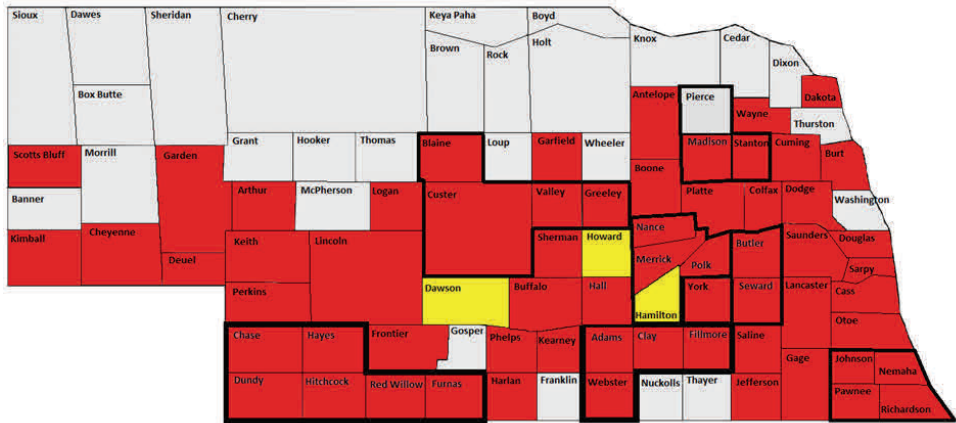 Sioux Dawes Sheridan Cherry Keya Paha Boyd
Brown Rock Holt Knox Cedar Dixon
Box Butte Antelope Pierce Wayne Dakota
Thurston
Scotts Bluff Morrill Garden Grant Hooker Thomas Blaine Loup Garfield Wheeler Madison Stanton Cuming Burt
Boone
Banner Arthur McPherson Logan Custer Valley Greeley Platte Colfax Dodge Washington
Kimball Cheyenne Keith Lincoln Sherman Howard Nance Butler Saunders Douglas
Deuel Merrick Polk Sarpy
Perkins Dawson Buffalo Hall Hamilton York Seward Lancaster Cass
Otoe
Chase Hayes Frontier Gosper Phelps Kearney Adams Clay Fillmore Saline
Gage Johnson Nemaha
Dundy Hitchcock Red Willow Furnas Harlan Franklin Webster Nuckolls Thayer Jefferson Pawnee
Richardson